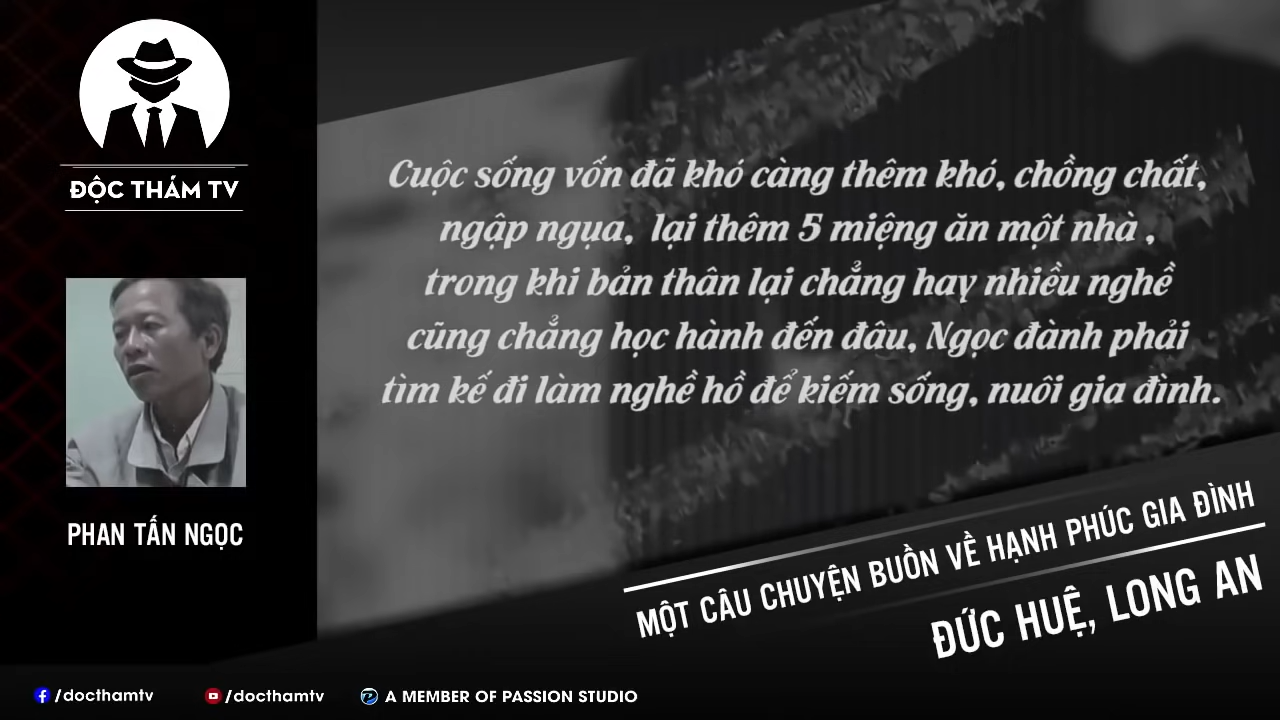 ĐỘC THÁM TV
PHAN TẤN NGỌC
Cuộc sống vốn đã khó càng thêm khó, chồng chất,
ngập ngụa, lại thêm 5 miệng ăn một nhà ,
trong khi bản thân lại chẳng hay nhiều nghề
cũng chẳng học hành đến đâu, Ngọc đành phải
tìm kế đi làm nghề hồ để kiếm sống, nuôi gia đình.
MỘT CÂU CHUYỆN BUỒN VỀ HẠNH PHÚC GIA ĐÌNH
ĐỨC HUỆ, LONG AN
/docthamtv
/docthamtv
A MEMBER OF PASSION STUDIO